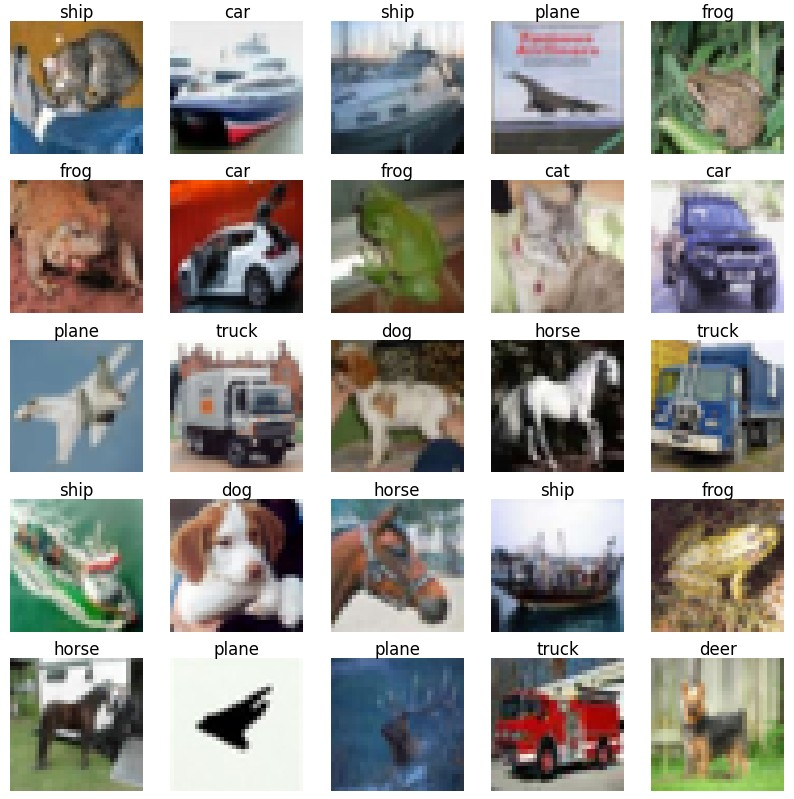 ship car ship plane frog
frog car frog cat car
plane truck dog horse truck
ship dog horse ship frog
horse plane plane truck deer